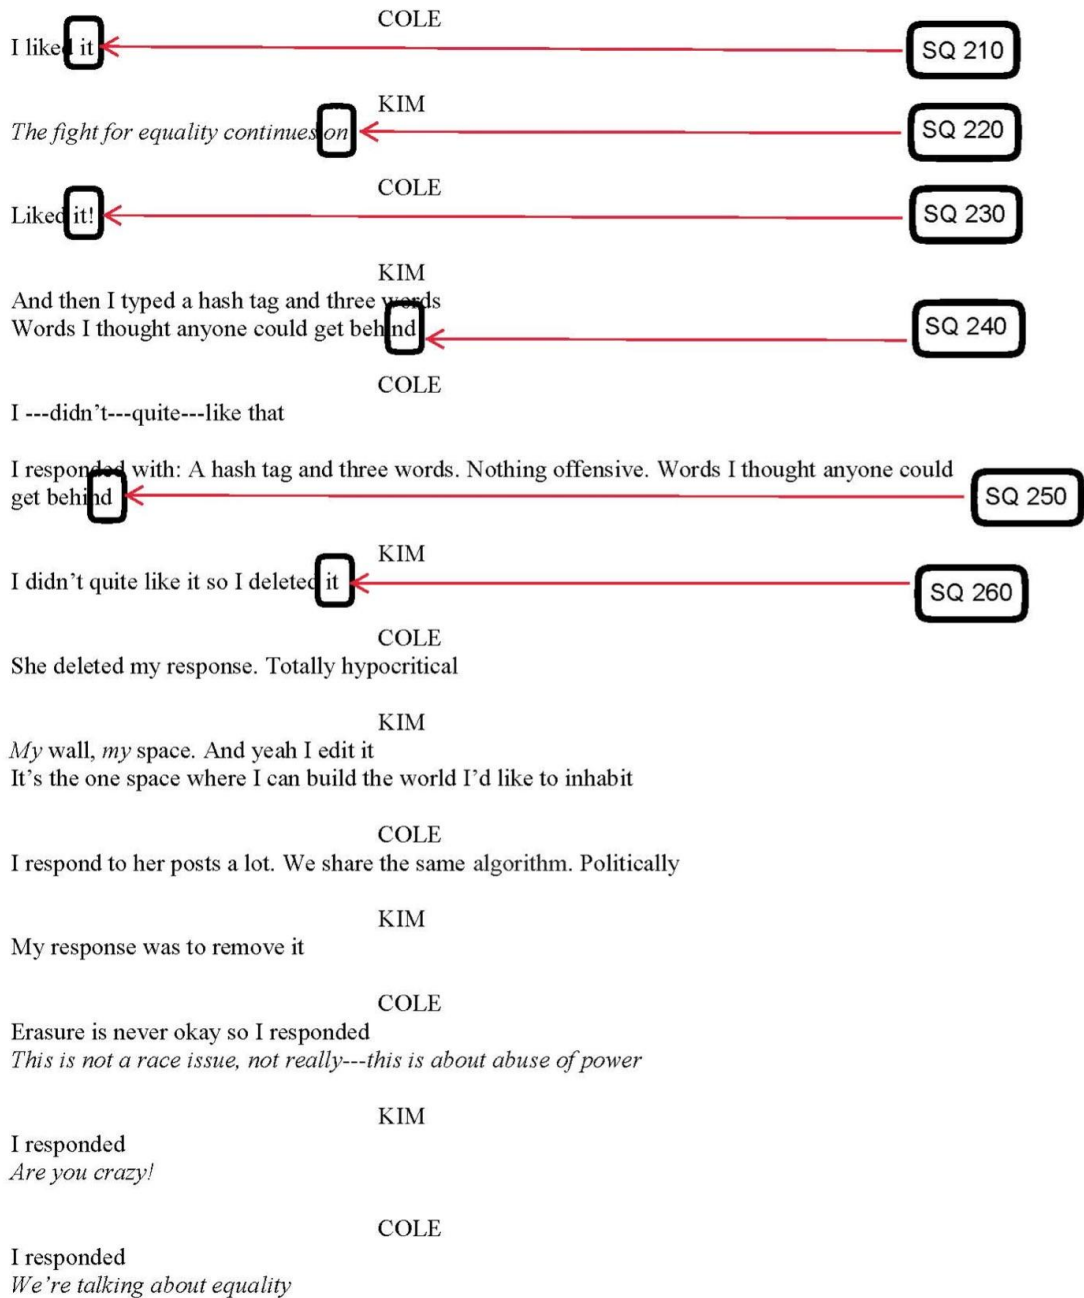 COLE
I liked it SQ 210
KIM
The fight for equality continues on SQ 220
COLE
Liked it! SQ 230
KIM
And then I typed a hash tag and three words
Words I thought anyone could get behind SQ 240
COLE
I ---didn't---quite---like that
I responded with: A hash tag and three words. Nothing offensive. Words I thought anyone could
get behind SQ 250
KIM
I didn't quite like it so I deleted it SQ 260
COLE
She deleted my response. Totally hypocritical
KIM
My wall, my space. And yeah I edit it
It's the one space where I can build the world I'd like to inhabit
COLE
I respond to her posts a lot. We share the same algorithm. Politically
KIM
My response was to remove it
COLE
Erasure is never okay so I responded
This is not a race issue, not really---this is about abuse of power
KIM
I responded
Are you crazy!
COLE
I responded
We're talking about equality